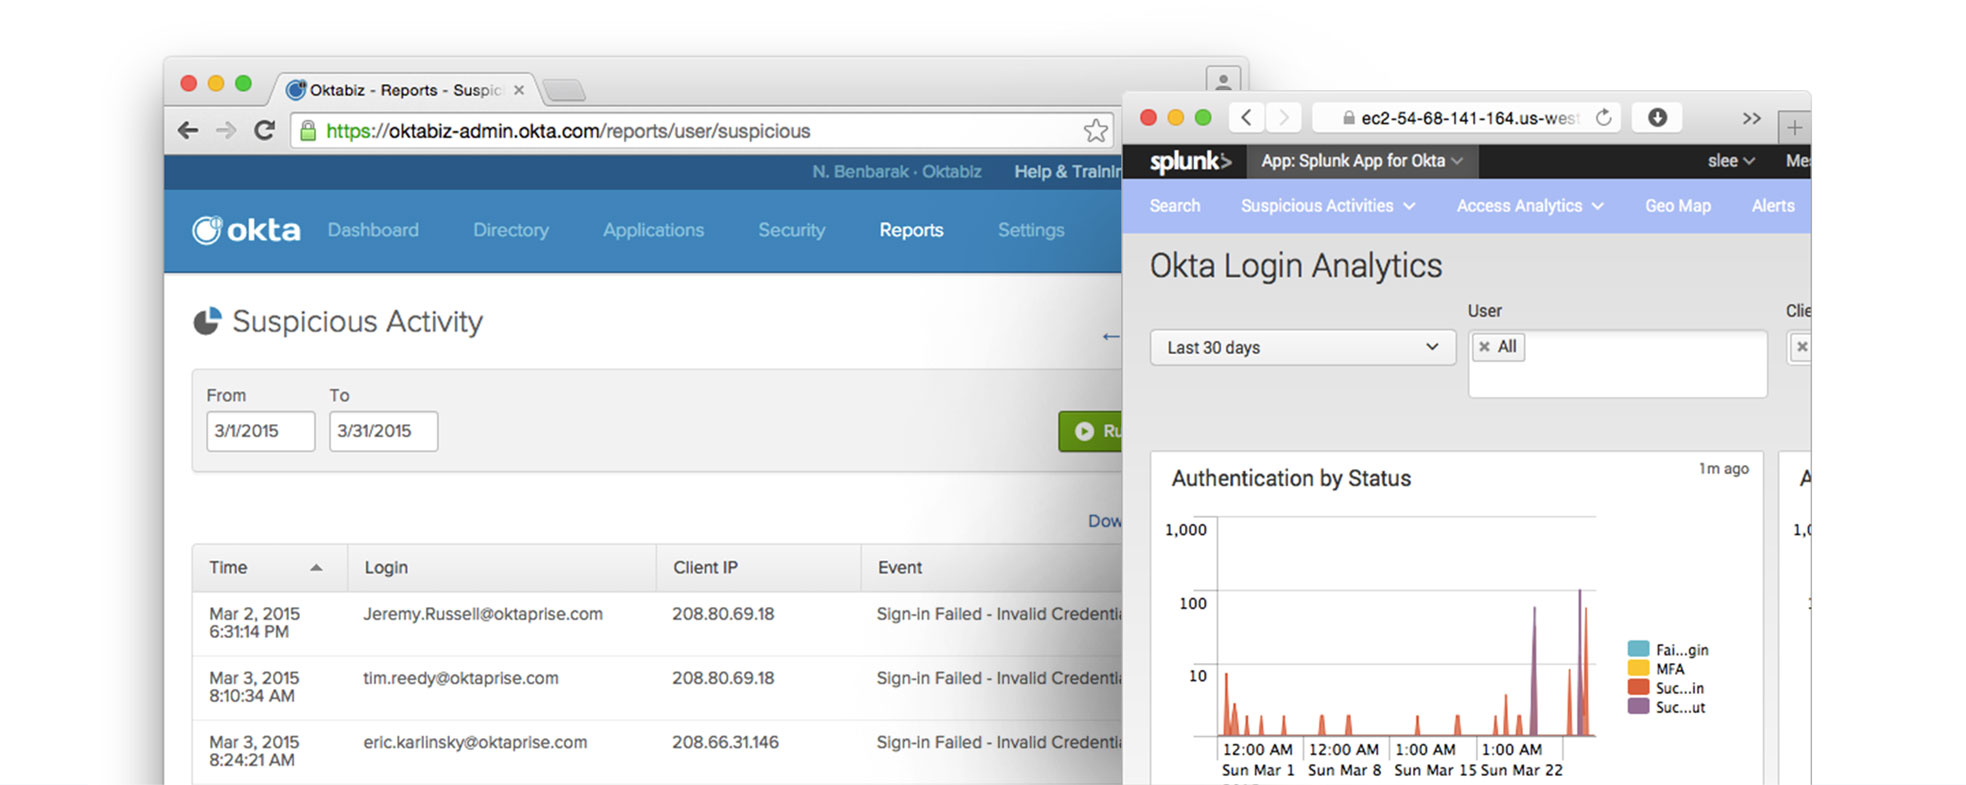 Oktabiz - Reports - Suspic
https://oktabiz-admin.okta.com/reports/user/suspicious
N. Benbarak · Oktabiz Help & Trainin
okta Dashboard Directory Applications Security Reports Settings
Suspicious Activity
From To
3/1/2015 3/31/2015
Ru
Dow
Time Login Client IP Event
Mar 2, 2015 Jeremy.Russell@oktaprise.com 208.80.69.18 Sign-in Failed - Invalid Credentia
6:31:14 PM
Mar 3, 2015 tim.reedy@oktaprise.com 208.80.69.18 Sign-in Failed - Invalid Credentia
8:10:34 AM
Mar 3, 2015 eric.karlinsky@oktaprise.com 208.66.31.146 Sign-in Failed - Invalid Credentia
8:24:21 AM
ec2-54-68-141-164.us-west
splunk> App: Splunk App for Okta slee Mes
Search Suspicious Activities Access Analytics Geo Map Alerts
Okta Login Analytics
User Clie
Last 30 days All
Authentication by Status 1m ago A
1,000
100
10
Fai...gin
MFA
Suc...in
Suc...ut
12:00 AM 12:00 AM 1:00 AM 1:00 AM
Sun Mar 1 Sun Mar 8 Sun Mar 15 Sun Mar 22